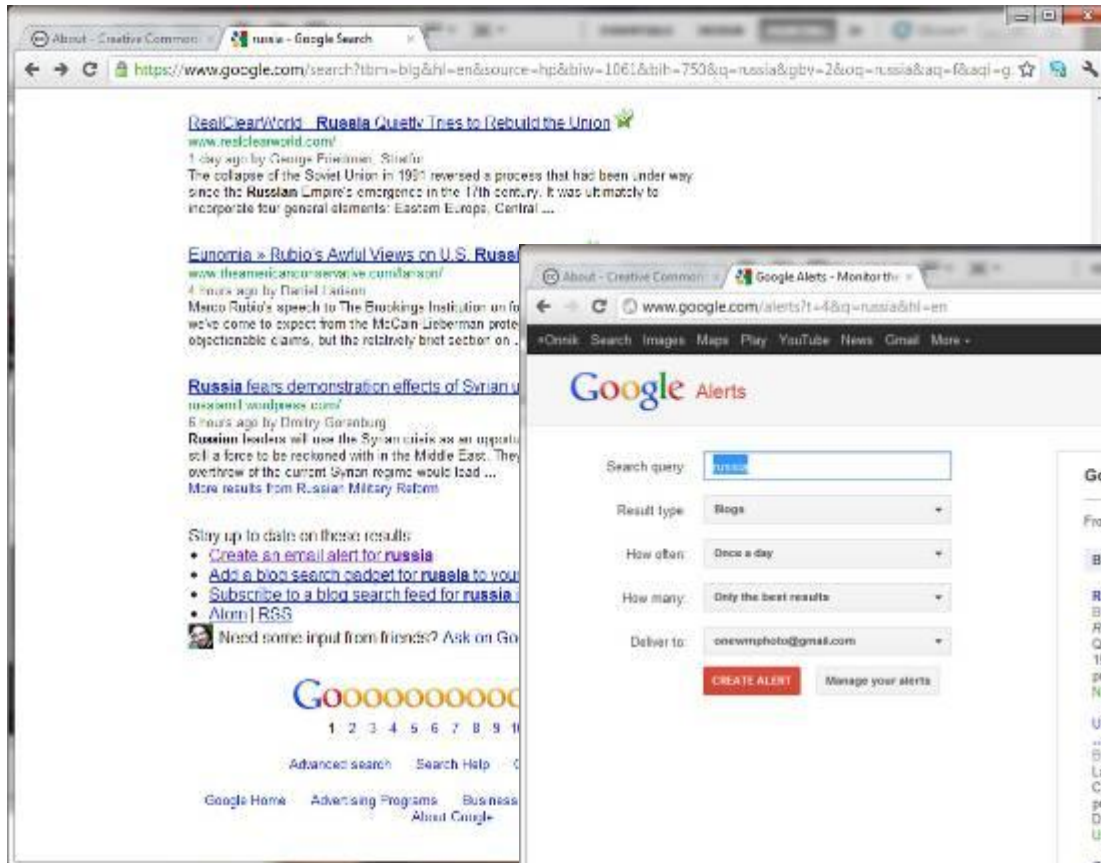 About - Creative Common
russia - Google Search
https://www.google.com/search?tbm=blg&hl=en&source=hp&biw=1061&bih=750&q=russia&gbv=2&oq=russia&aq=f&aql=g
RealClearWorld Russia Quietly Tries to Rebuild the Union
www.realclearworld.com/
1 day ago by George Friedman, Stratfor
The collapse of the Soviet Union in 1991 reversed a process that had been under way
since the Russian Empire's emergence in the 17th century. It was ultimately to
incorporate four general elements: Eastern Europe, Central ...
Eunomia » Rubio's Awful Views on U.S. Russi
www.theamericanconservative.com/larison/
4 hours ago by Daniel Larison
Marco Rubio's speech to The Brookings Institution on fo
we've come to expect from the McCain-Lieberman prote
objectionable claims, but the relatively brief section on
Russia fears demonstration effects of Syrian u
russiamil.wordpress.com/
6 hours ago by Dmitry Gorenburg
Russian leaders will use the Syrian crisis as an opportu
still a force to be reckoned with in the Middle East. They
overthrow of the current Syrian regime would lead ...
More results from Russian Military Reform
Stay up to date on these results:
• Create an email alert for russia
• Add a blog search gadget for russia to your
• Subscribe to a blog search feed for russia
• Atom | RSS
Need some input from friends? Ask on Go
Goooooooooo
1 2 3 4 5 6 7 8 9 1
Advanced search Search Help
Google Home Advertising Programs Business
About Google
About - Creative Common
Google Alerts - Monitor the
www.google.com/alerts?t=4&q=russia&hl=en
+Onnik Search Images Maps Play YouTube News Gmail More
Google Alerts
Search query: russia
Result type: Blogs
How often: Once a day
How many: Only the best results
Deliver to: onewmphoto@gmail.com
CREATE ALERT Manage your alerts